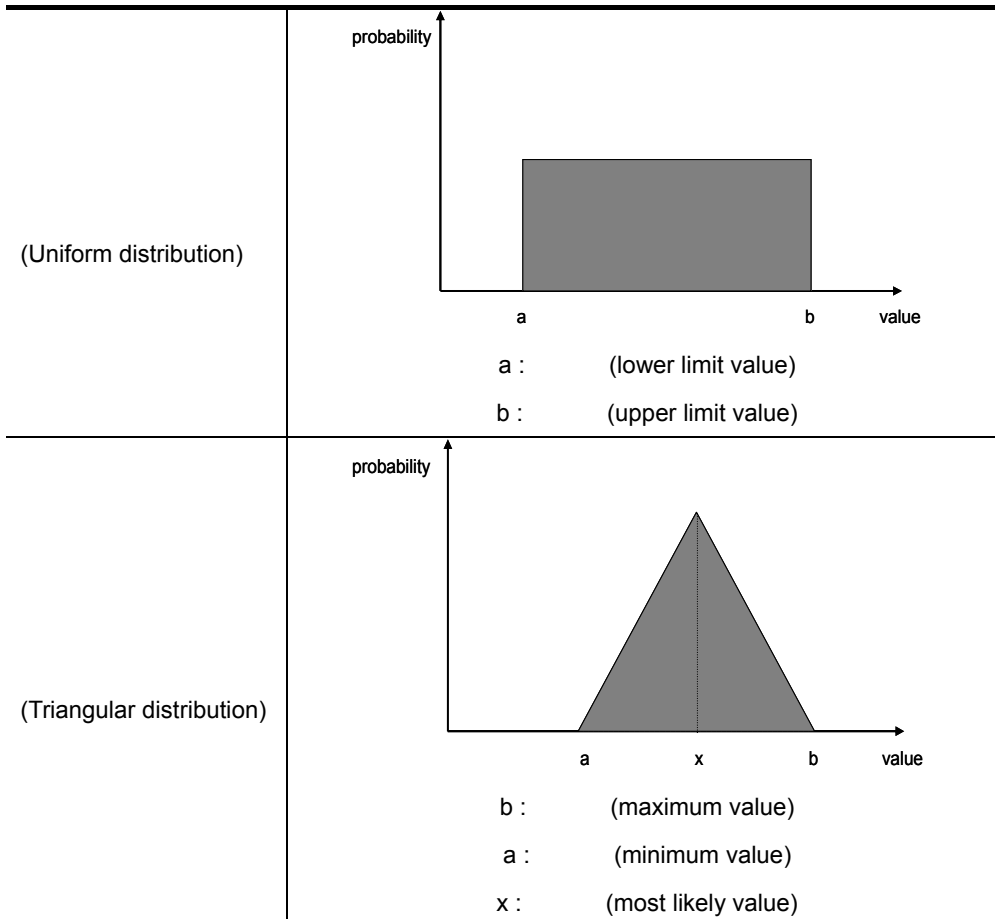 probability
(Uniform distribution)
a b value
a : (lower limit value)
b : (upper limit value)
probability
(Triangular distribution)
a x b value
b : (maximum value)
a : (minimum value)
x : (most likely value)